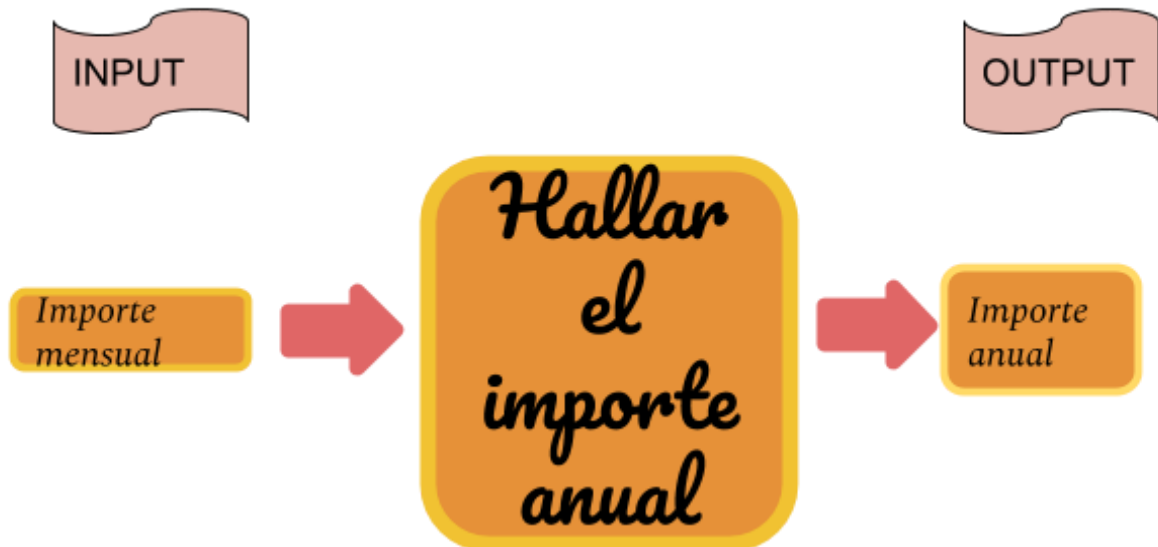 INPUT
OUTPUT
Importe
mensual
Hallar
el
importe
anual
Importe
anual